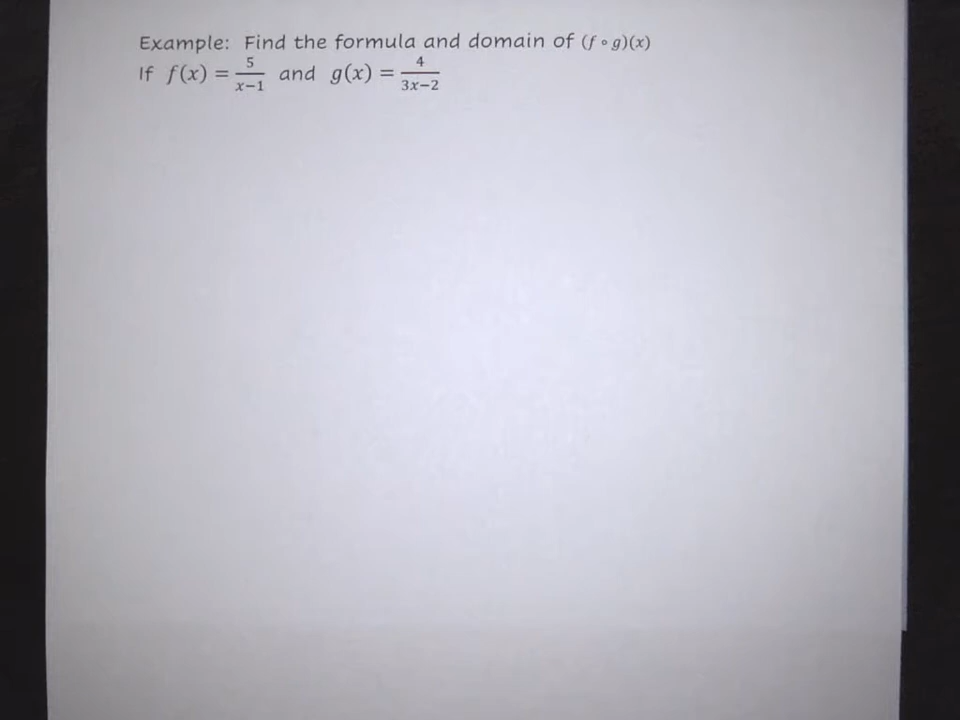 Example: Find the formula and domain of (f ∘ g)(x)
If f(x) = 5/(x−1) and g(x) = 4/(3x−2)